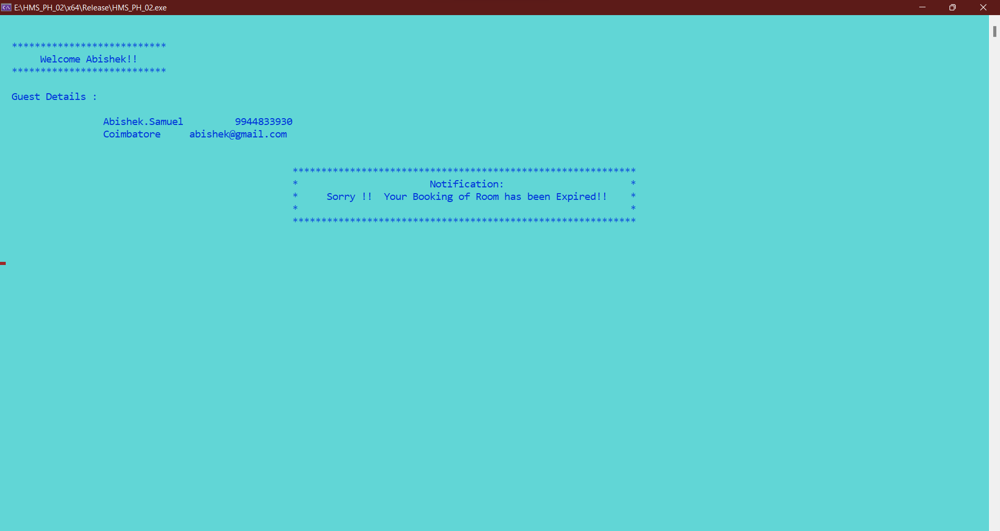 E:\HMS_PH_02\x64\Release\HMS_PH_02.exe
***************************
Welcome Abishek!!
***************************
Guest Details :
Abishek.Samuel 9944833930
Coimbatore abishek@gmail.com
************************************************************
* Notification: *
* Sorry !! Your Booking of Room has been Expired!! *
* *
************************************************************